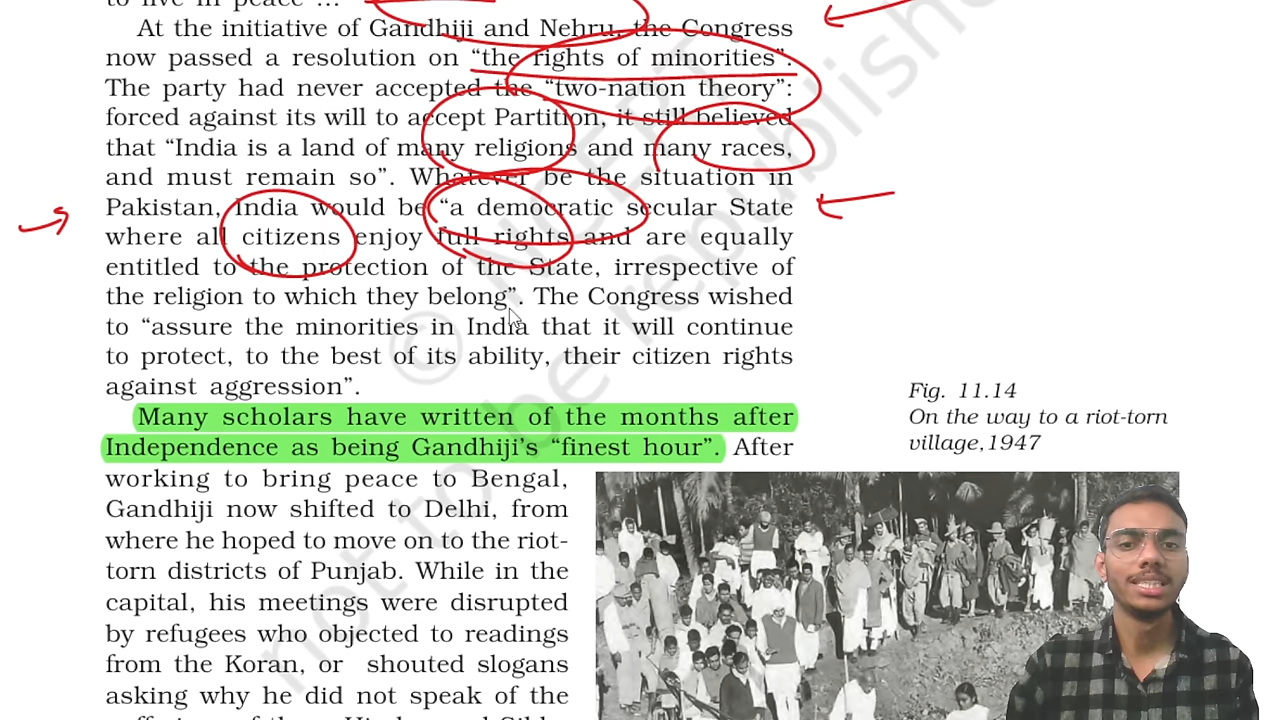 to live in peace ...
At the initiative of Gandhiji and Nehru, the Congress
now passed a resolution on “the rights of minorities”.
The party had never accepted the “two-nation theory”:
forced against its will to accept Partition, it still believed
that “India is a land of many religions and many races,
and must remain so”. Whatever be the situation in
Pakistan, India would be “a democratic secular State
where all citizens enjoy full rights and are equally
entitled to the protection of the State, irrespective of
the religion to which they belong”. The Congress wished
to “assure the minorities in India that it will continue
to protect, to the best of its ability, their citizen rights
against aggression”.
Many scholars have written of the months after
Independence as being Gandhiji’s “finest hour”. After
working to bring peace to Bengal,
Gandhiji now shifted to Delhi, from
where he hoped to move on to the riot-
torn districts of Punjab. While in the
capital, his meetings were disrupted
by refugees who objected to readings
from the Koran, or shouted slogans
asking why he did not speak of the
Fig. 11.14
On the way to a riot-torn
village,1947
© NCERT
not to be republished